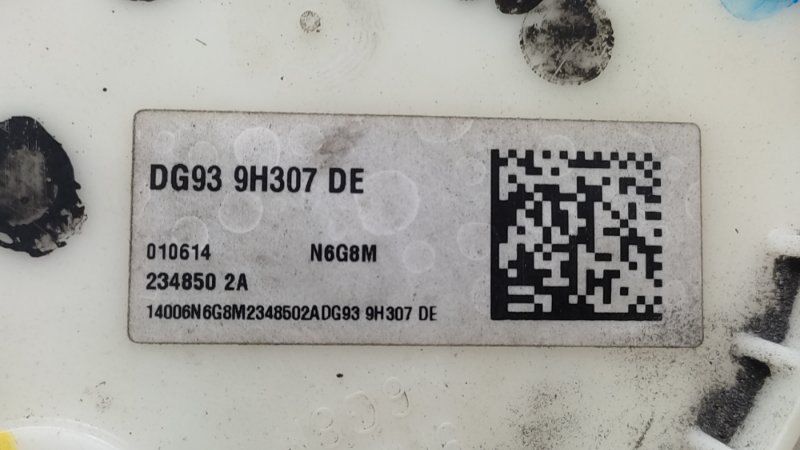 DG93 9H307 DE
010614 N6G8M
234850 2A
14006N6G8M2348502ADG93 9H307 DE